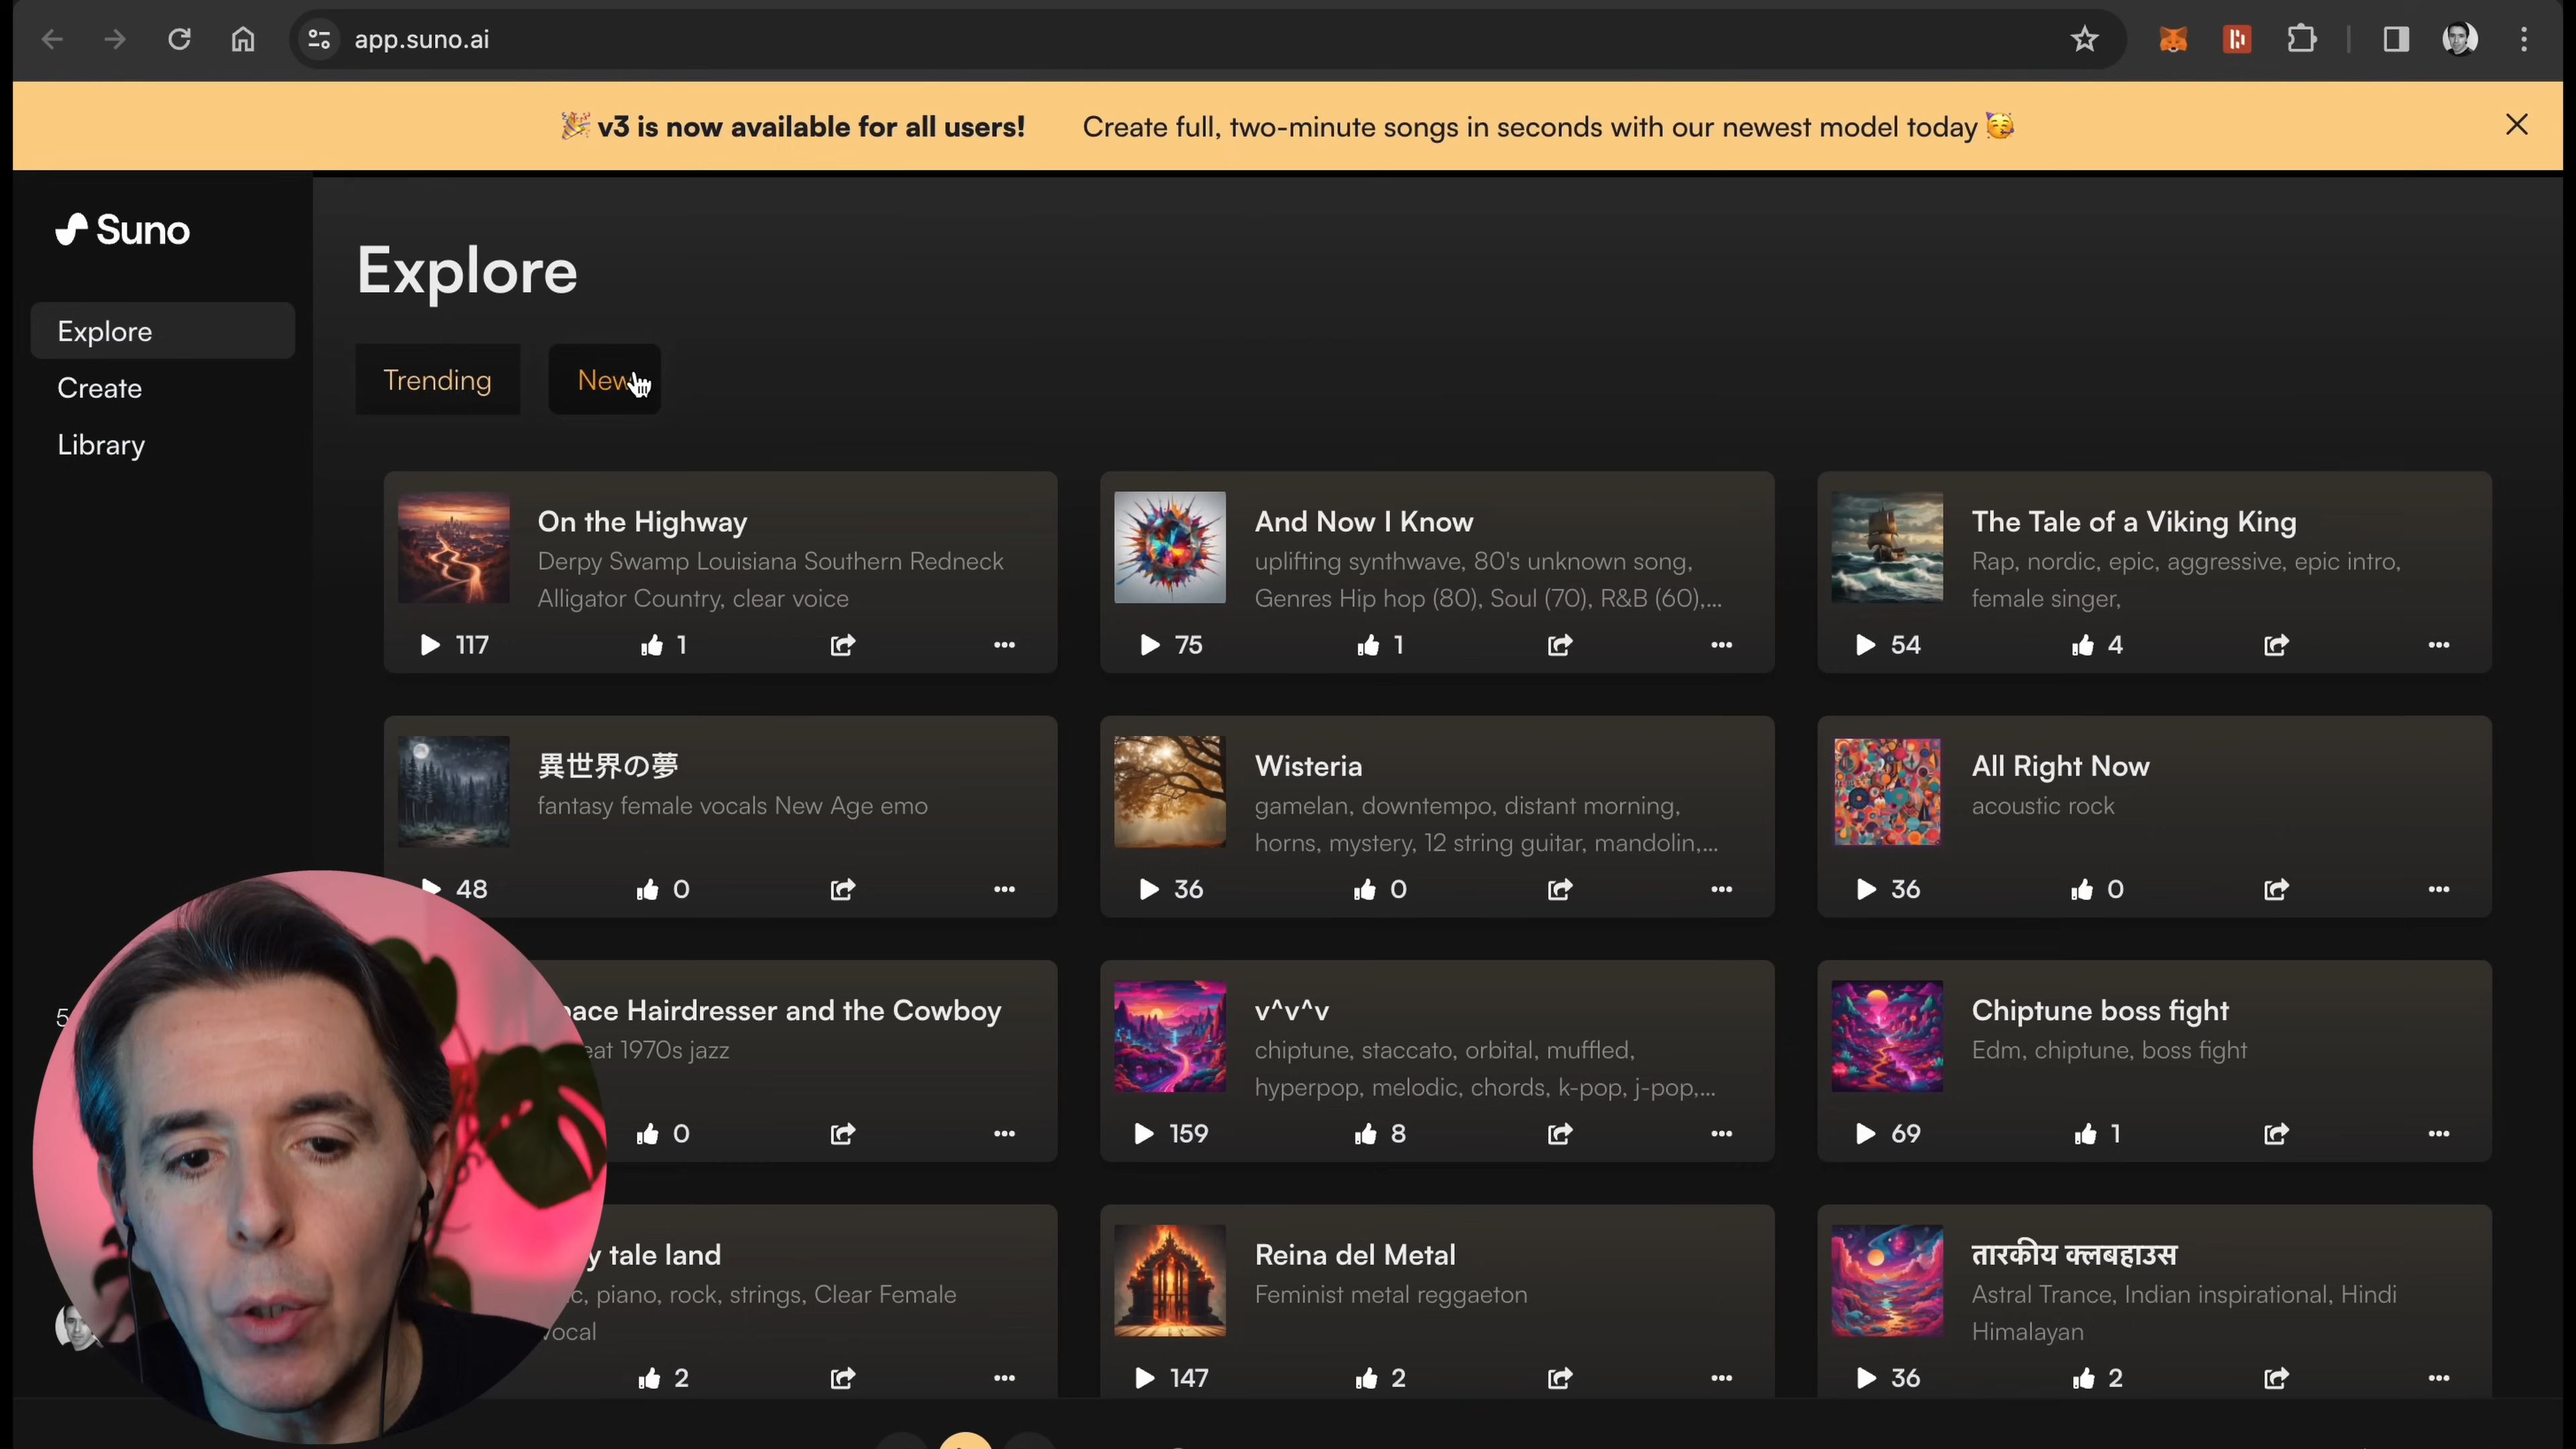 app.suno.ai
🎉 v3 is now available for all users! Create full, two-minute songs in seconds with our newest model today 🥳
Suno
Explore
Create
Library
Explore
Trending
New
On the Highway
Derpy Swamp Louisiana Southern Redneck
Alligator Country, clear voice
117 1
And Now I Know
uplifting synthwave, 80's unknown song,
Genres Hip hop (80), Soul (70), R&B (60),...
75 1
The Tale of a Viking King
Rap, nordic, epic, aggressive, epic intro,
female singer,
54 4
異世界の夢
fantasy female vocals New Age emo
48 0
Wisteria
gamelan, downtempo, distant morning,
horns, mystery, 12 string guitar, mandolin,...
36 0
All Right Now
acoustic rock
36 0
Hairdresser and the Cowboy
1970s jazz
0
v^v^v
chiptune, staccato, orbital, muffled,
hyperpop, melodic, chords, k-pop, j-pop,...
159 8
Chiptune boss fight
Edm, chiptune, boss fight
69 1
tale land
piano, rock, strings, Clear Female
vocal
2
Reina del Metal
Feminist metal reggaeton
147 2
तारकीय क्लबहाउस
Astral Trance, Indian inspirational, Hindi
Himalayan
36 2